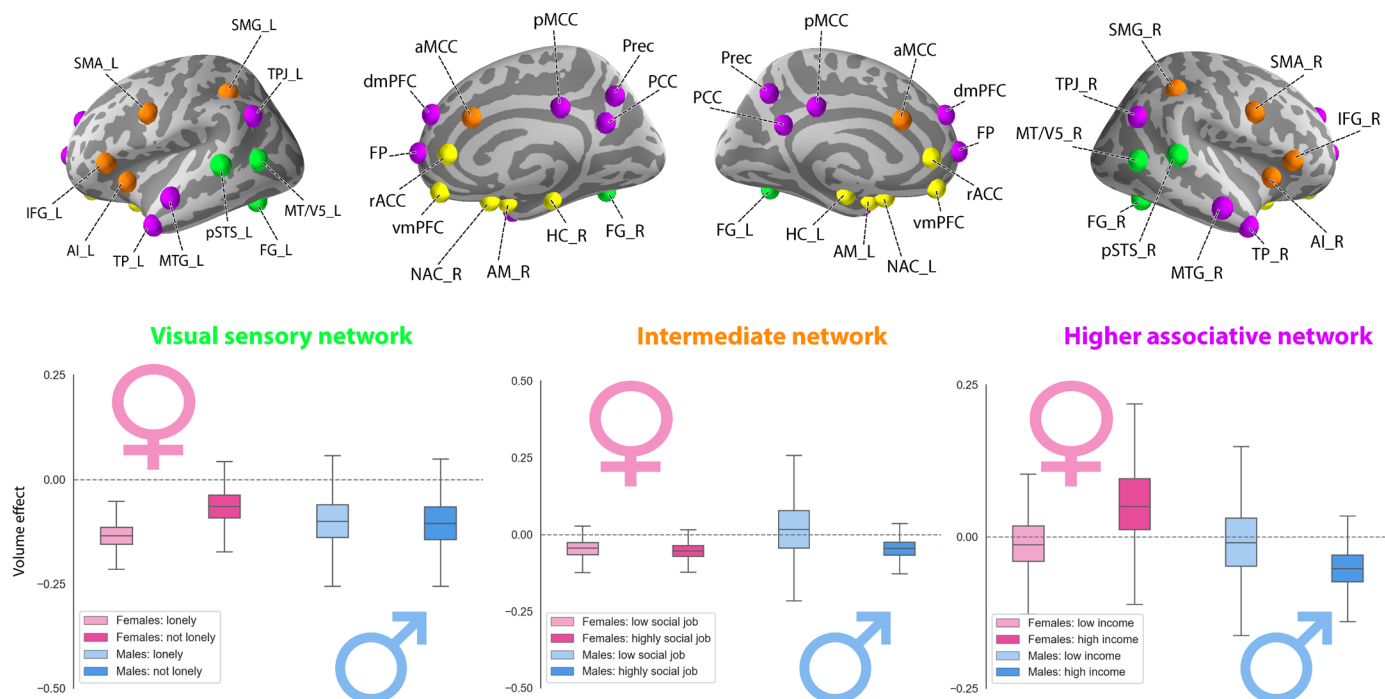 SMG_L
SMA_L
TPJ_L
IFG_L
AI_L
TP_L
MTG_L
pSTS_L
FG_L
MT/V5_L
pMCC
aMCC
Prec
dmPFC
PCC
FP
rACC
vmPFC
NAC_R
AM_R
HC_R
FG_R
pMCC
Prec
aMCC
PCC
dmPFC
FP
rACC
vmPFC
FG_L
HC_L
AM_L
NAC_L
SMG_R
SMA_R
TPJ_R
IFG_R
MT/V5_R
FG_R
pSTS_R
MTG_R
TP_R
AI_R
Visual sensory network
Volume effect
0.25
0.00
−0.25
−0.50
Females: lonely
Females: not lonely
Males: lonely
Males: not lonely
Intermediate network
0.50
0.25
0.00
−0.25
−0.50
Females: low social job
Females: highly social job
Males: low social job
Males: highly social job
Higher associative network
0.25
0.00
−0.25
Females: low income
Females: high income
Males: low income
Males: high income